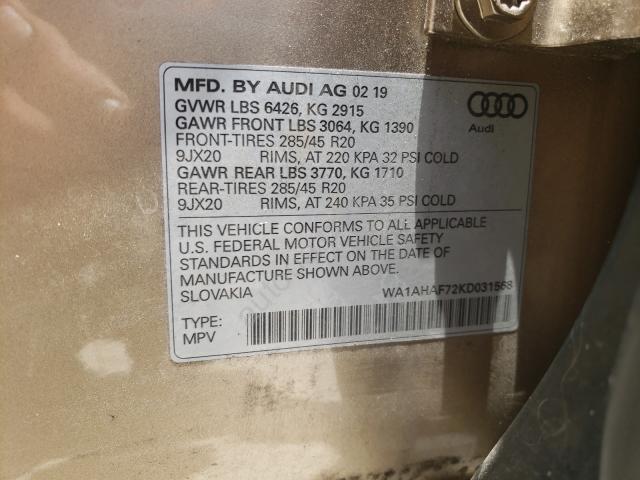 MFD. BY AUDI AG 02 19
GVWR LBS 6426, KG 2915
GAWR FRONT LBS 3064, KG 1390
FRONT-TIRES 285/45 R20
9JX20 RIMS, AT 220 KPA 32 PSI COLD
GAWR REAR LBS 3770, KG 1710
REAR-TIRES 285/45 R20
9JX20 RIMS, AT 240 KPA 35 PSI COLD
Audi
THIS VEHICLE CONFORMS TO ALL APPLICABLE
U.S. FEDERAL MOTOR VEHICLE SAFETY
STANDARDS IN EFFECT ON THE DATE OF
MANUFACTURE SHOWN ABOVE.
SLOVAKIA
WA1AHAF72KD031568
TYPE:
MPV